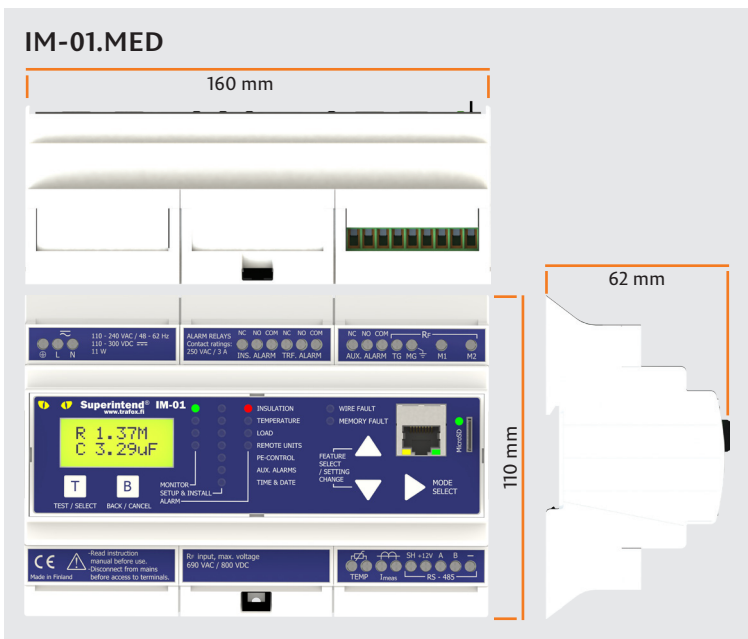 IM-01.MED
160 mm
62 mm
110 mm
L N
110 - 240 VAC / 48 - 62 Hz
110 - 300 VDC
11 W
ALARM RELAYS
Contact ratings:
250 VAC / 3 A
NC NO COM NC NO COM
INS. ALARM TRF. ALARM
NC NO COM RF
AUX. ALARM TG MG M1 M2
Superintend® IM-01
www.trafox.fi
R 1.37M
C 3.29uF
T B
TEST / SELECT BACK / CANCEL
INSULATION
TEMPERATURE
LOAD
REMOTE UNITS
PE-CONTROL
AUX. ALARMS
TIME & DATE
MONITOR
SETUP & INSTALL
ALARM
WIRE FAULT
MEMORY FAULT
FEATURE
SELECT
/ SETTING
CHANGE
MODE
SELECT
MicroSD
CE
Made in Finland
-Read instruction
manual before use.
-Disconnect from mains
before access to terminals.
RF input, max. voltage
690 VAC / 800 VDC
SH +12V A B −
TEMP Imeas RS - 485